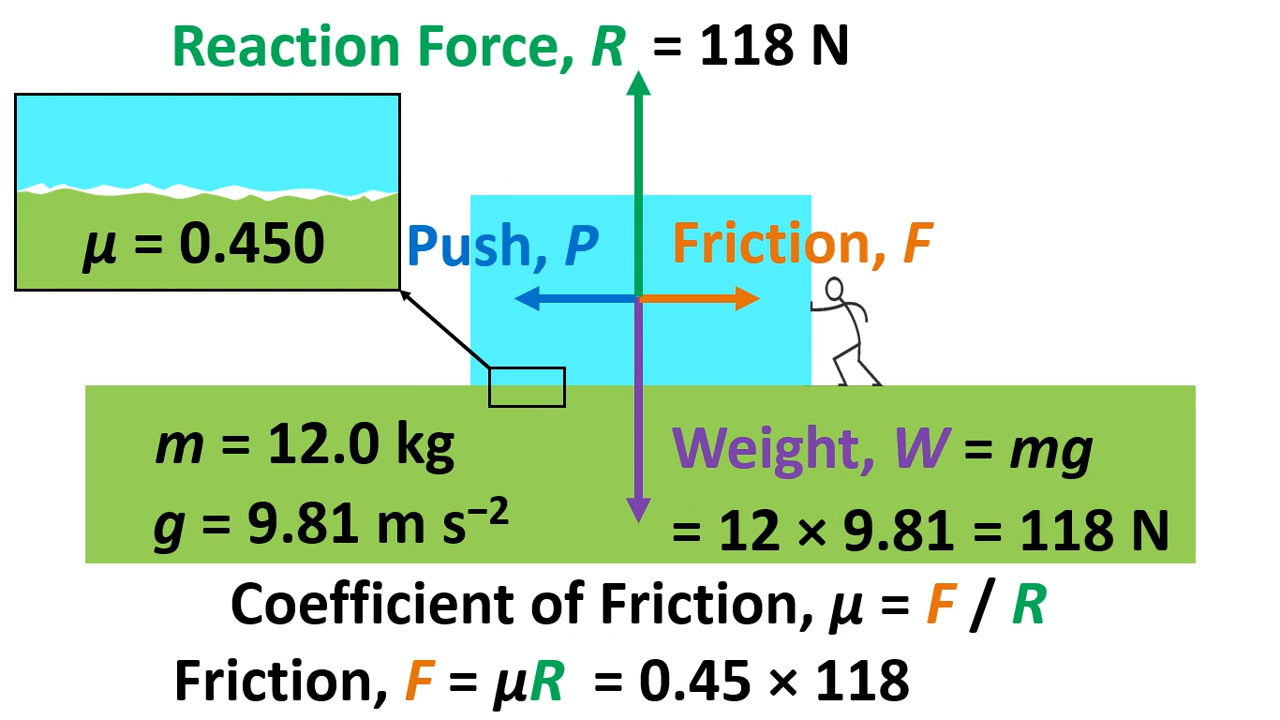 Reaction Force, R = 118 N
μ = 0.450
Push, P
Friction, F
m = 12.0 kg
g = 9.81 m s⁻²
Weight, W = mg
= 12 × 9.81 = 118 N
Coefficient of Friction, μ = F / R
Friction, F = μR = 0.45 × 118